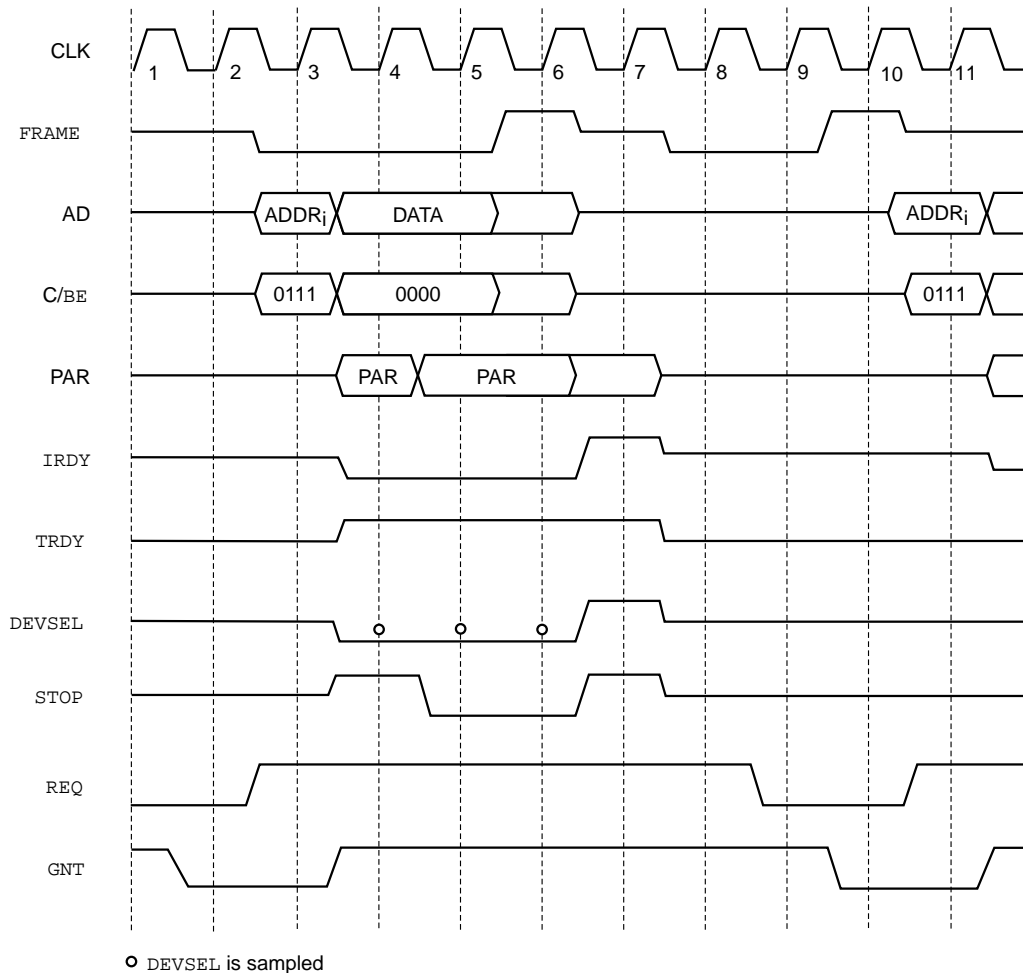 CLK
1 2 3 4 5 6 7 8 9 10 11
FRAME
AD ADDRi DATA ADDRi
C/BE 0111 0000 0111
PAR PAR PAR
IRDY
TRDY
DEVSEL
STOP
REQ
GNT
DEVSEL is sampled